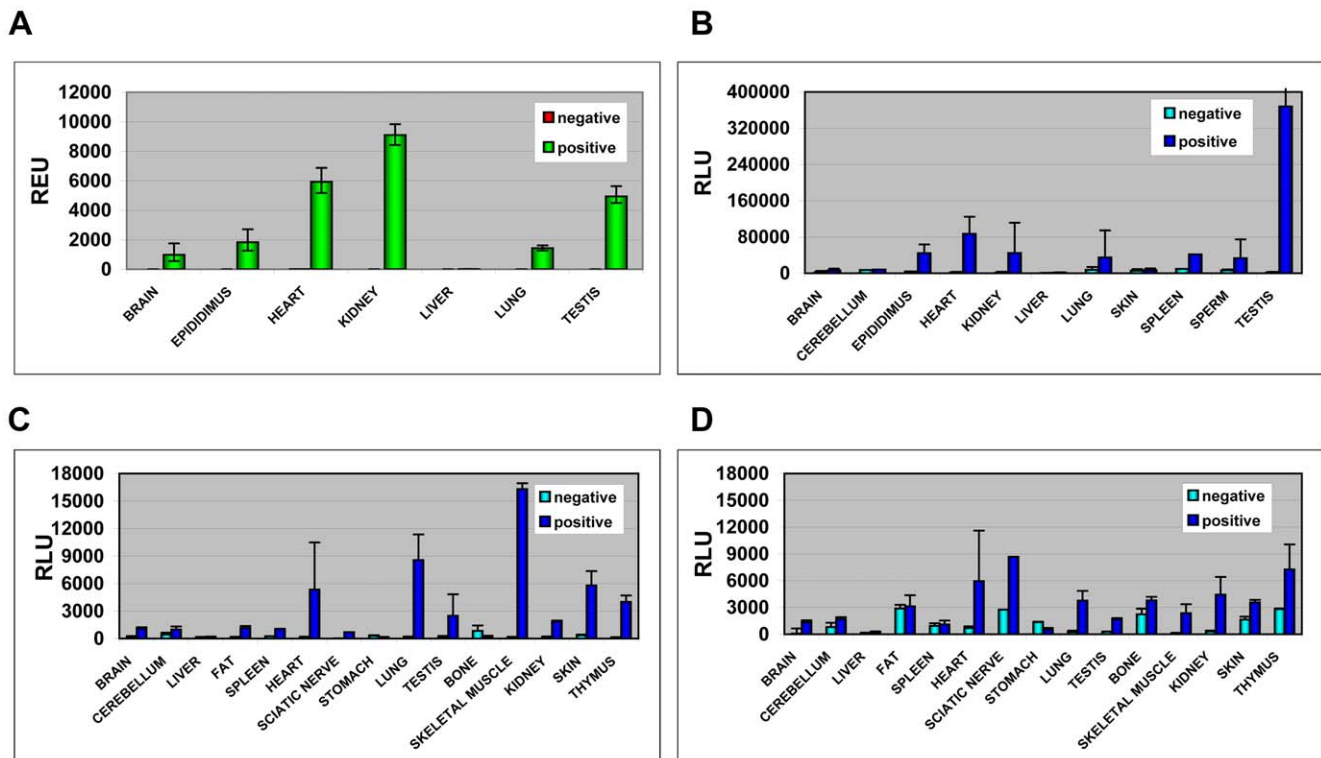 A
REU
12000
10000
8000
6000
4000
2000
0
negative
positive
BRAIN
EPIDIDIMUS
HEART
KIDNEY
LIVER
LUNG
TESTIS
B
RLU
400000
320000
240000
160000
80000
0
negative
positive
BRAIN
CEREBELLUM
EPIDIDIMUS
HEART
KIDNEY
LIVER
LUNG
SKIN
SPLEEN
SPERM
TESTIS
C
RLU
18000
15000
12000
9000
6000
3000
0
negative
positive
BRAIN
CEREBELLUM
LIVER
FAT
SPLEEN
HEART
SCIATIC NERVE
STOMACH
LUNG
TESTIS
BONE
SKELETAL MUSCLE
KIDNEY
SKIN
THYMUS
D
RLU
18000
15000
12000
9000
6000
3000
0
negative
positive
BRAIN
CEREBELLUM
LIVER
FAT
SPLEEN
HEART
SCIATIC NERVE
STOMACH
LUNG
TESTIS
BONE
SKELETAL MUSCLE
KIDNEY
SKIN
THYMUS